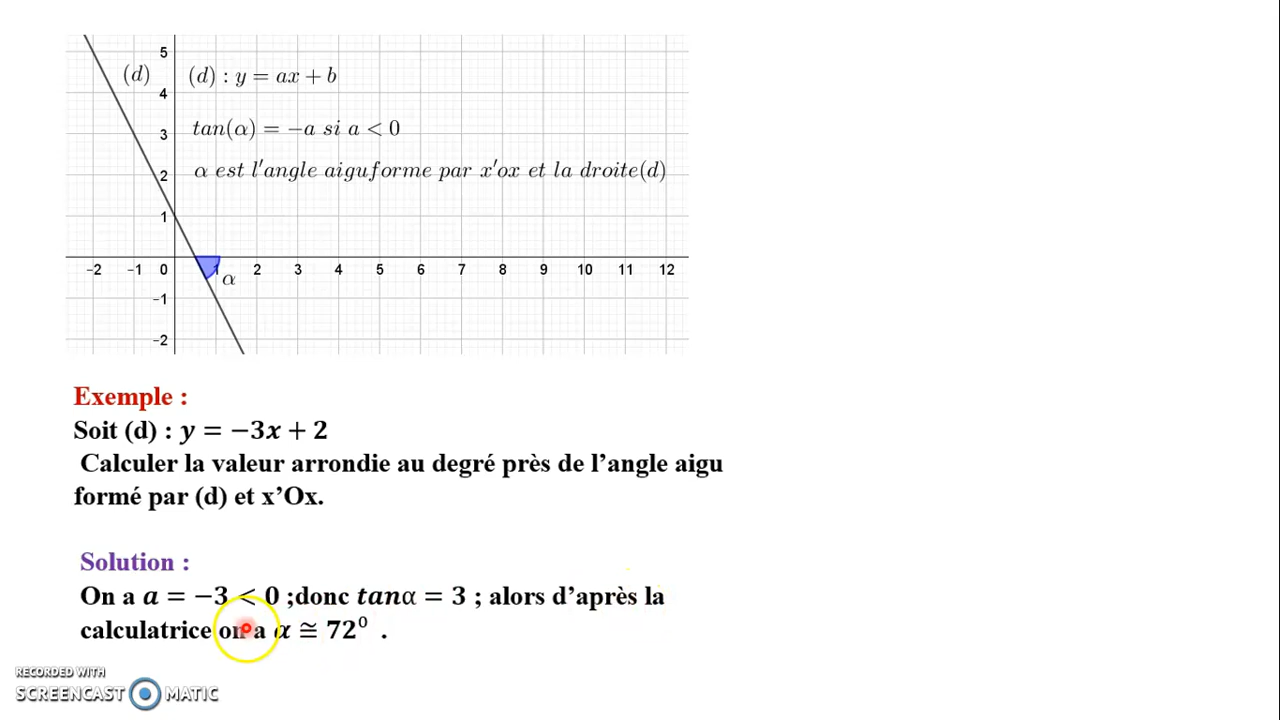 5
(d)
(d) : y = ax + b
4
tan(α) = −a si a < 0
3
α est l'angle aiguforme par x'ox et la droite(d)
2
1
−2 −1 0 1 2 3 4 5 6 7 8 9 10 11 12
α
−1
−2
Exemple :
Soit (d) : y = −3x + 2
Calculer la valeur arrondie au degré près de l’angle aigu
formé par (d) et x’Ox.
Solution :
On a a = −3 < 0 ;donc tanα = 3 ; alors d’après la
calculatrice on a α ≅ 72⁰ .
RECORDED WITH
SCREENCAST MATIC